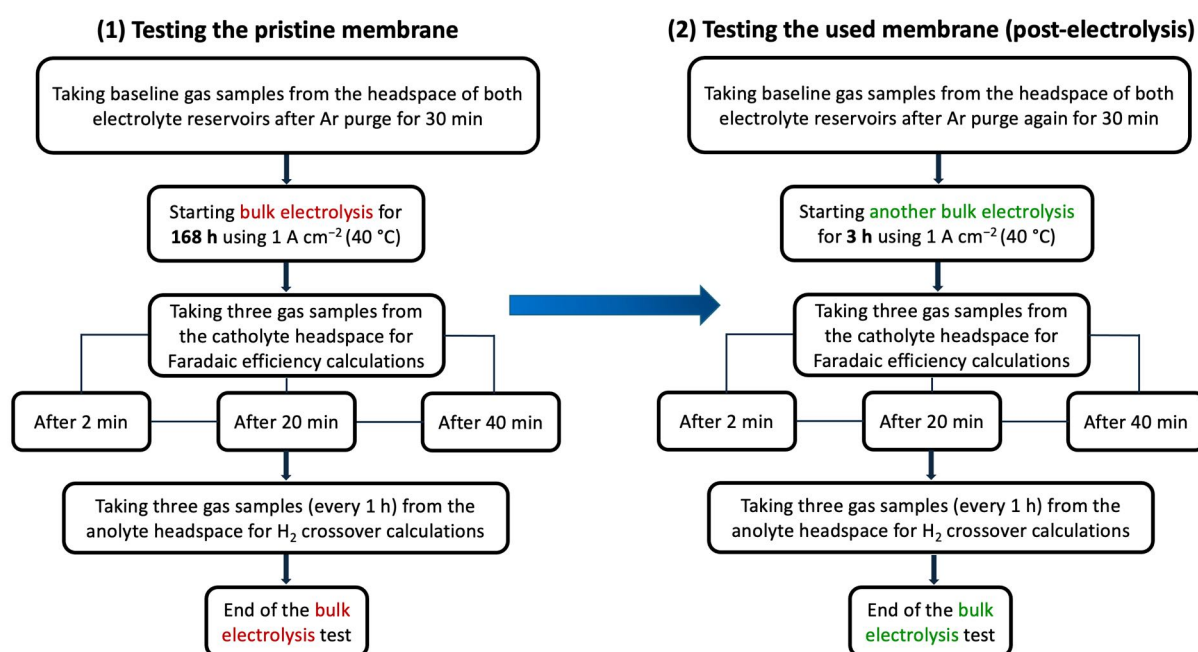 (1) Testing the pristine membrane
Taking baseline gas samples from the headspace of both
electrolyte reservoirs after Ar purge for 30 min
Starting bulk electrolysis for
168 h using 1 A cm⁻² (40 °C)
Taking three gas samples from
the catholyte headspace for
Faradaic efficiency calculations
After 2 min
After 20 min
After 40 min
Taking three gas samples (every 1 h) from the
anolyte headspace for H₂ crossover calculations
End of the bulk
electrolysis test
(2) Testing the used membrane (post-electrolysis)
Taking baseline gas samples from the headspace of both
electrolyte reservoirs after Ar purge again for 30 min
Starting another bulk electrolysis
for 3 h using 1 A cm⁻² (40 °C)
Taking three gas samples from
the catholyte headspace for
Faradaic efficiency calculations
After 2 min
After 20 min
After 40 min
Taking three gas samples (every 1 h) from the
anolyte headspace for H₂ crossover calculations
End of the bulk
electrolysis test